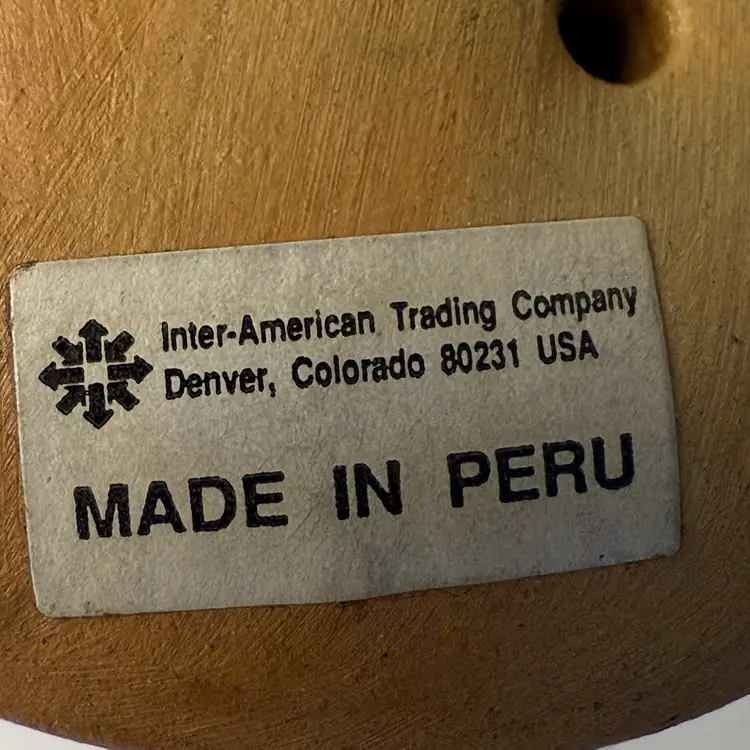 Inter-American Trading Company
Denver, Colorado 80231 USA
MADE IN PERU